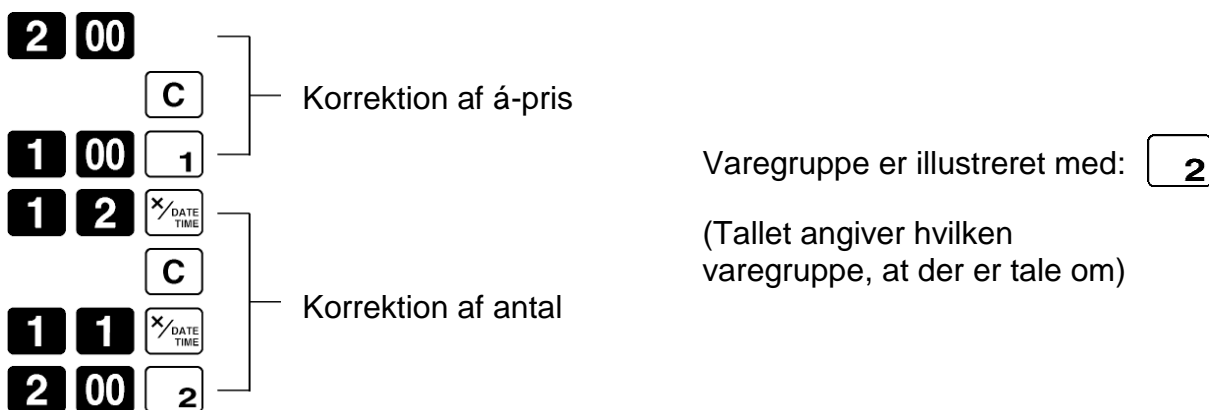 2 00
C
Korrektion af á-pris
1 00 1
1 2 ×/DATE TIME
C
Korrektion af antal
1 1 ×/DATE TIME
2 00 2
Varegruppe er illustreret med: 2
(Tallet angiver hvilken
varegruppe, at der er tale om)